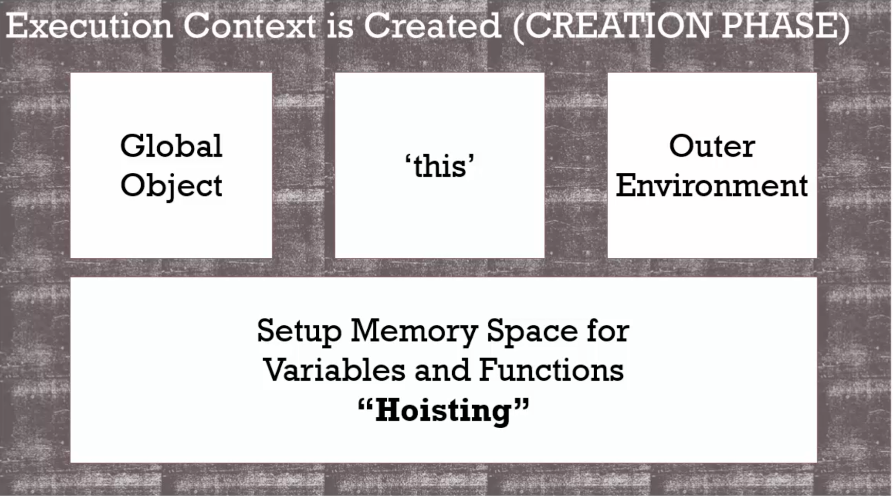 Execution Context is Created (CREATION PHASE)
Global
Object
‘this’
Outer
Environment
Setup Memory Space for
Variables and Functions
“Hoisting”